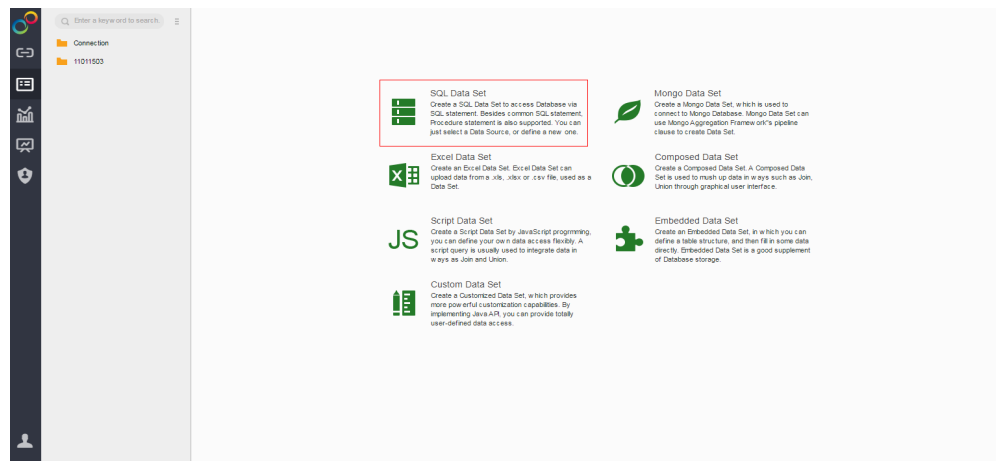 Enter a keyword to search.
Connection
11011503
SQL Data Set
Create a SQL Data Set to access Database via
SQL statement. Besides common SQL statement,
Procedure statement is also supported. You can
just select a Data Source, or define a new one.
Mongo Data Set
Create a Mongo Data Set, which is used to
connect to Mongo Database. Mongo Data Set can
use Mongo Aggregation Framework"s pipeline
clause to create Data Set.
Excel Data Set
Create an Excel Data Set. Excel Data Set can
upload data from a .xls, .xlsx or .csv file, used as a
Data Set.
Composed Data Set
Create a Composed Data Set. A Composed Data
Set is used to mush up data in ways such as Join,
Union through graphical user interface.
JS
Script Data Set
Create a Script Data Set by JavaScript progrmming,
you can define your own data access flexibly. A
script query is usually used to integrate data in
ways as Join and Union.
Embedded Data Set
Create an Embedded Data Set, in which you can
define a table structure, and then fill in some data
directly. Embedded Data Set is a good supplement
of Database storage.
Custom Data Set
Create a Customized Data Set, which provides
more powerful customization capabilities. By
implementing Java API, you can provide totally
user-defined data access.